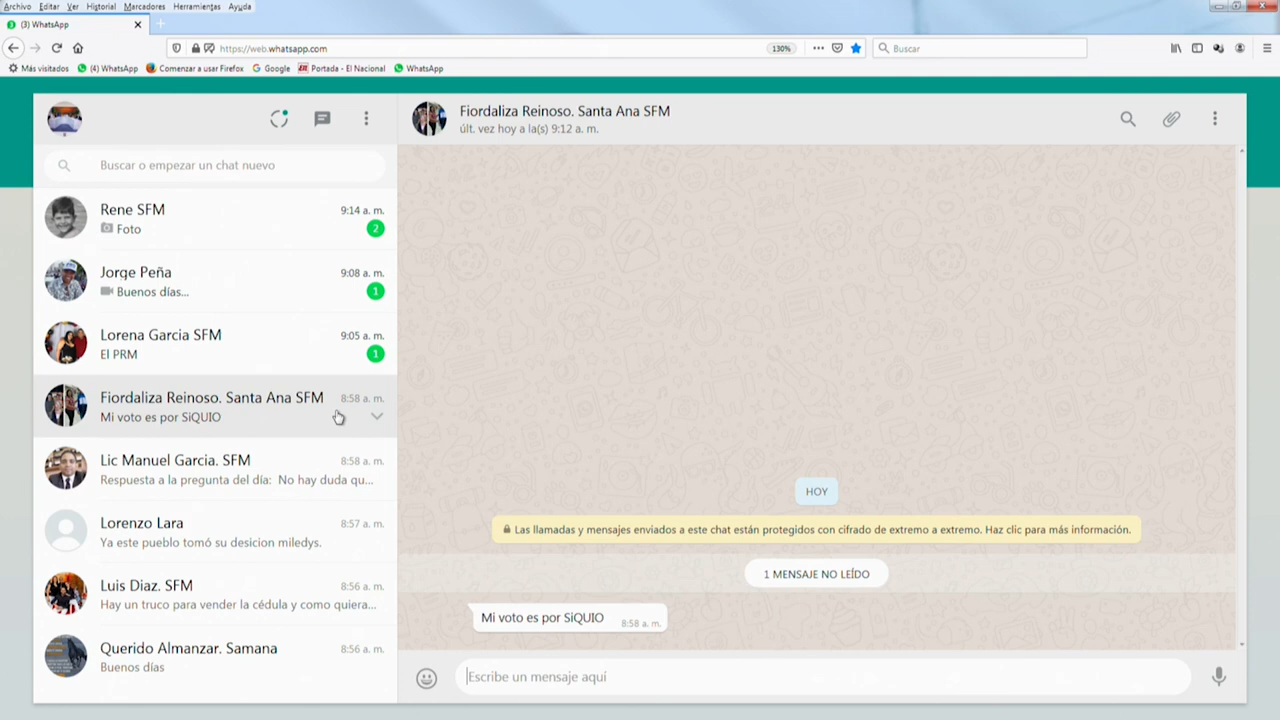 Archivo Editar Ver Historial Marcadores Herramientas Ayuda
(3) WhatsApp
https://web.whatsapp.com
130%
Buscar
Más visitados
(4) WhatsApp
Comenzar a usar Firefox
Google
Portada - El Nacional
WhatsApp
Buscar o empezar un chat nuevo
Rene SFM
9:14 a. m.
Foto
2
Jorge Peña
9:08 a. m.
Buenos días...
1
Lorena Garcia SFM
9:05 a. m.
El PRM
1
Fiordaliza Reinoso. Santa Ana SFM
8:58 a. m.
Mi voto es por SiQUIO
Lic Manuel Garcia. SFM
8:58 a. m.
Respuesta a la pregunta del día: No hay duda qu...
Lorenzo Lara
8:57 a. m.
Ya este pueblo tomó su desicion miledys.
Luis Diaz. SFM
8:56 a. m.
Hay un truco para vender la cédula y como quiera...
Querido Almanzar. Samana
8:56 a. m.
Buenos días
Fiordaliza Reinoso. Santa Ana SFM
últ. vez hoy a la(s) 9:12 a. m.
HOY
Las llamadas y mensajes enviados a este chat están protegidos con cifrado de extremo a extremo. Haz clic para más información.
1 MENSAJE NO LEÍDO
Mi voto es por SiQUIO
8:58 a. m.
Escribe un mensaje aquí